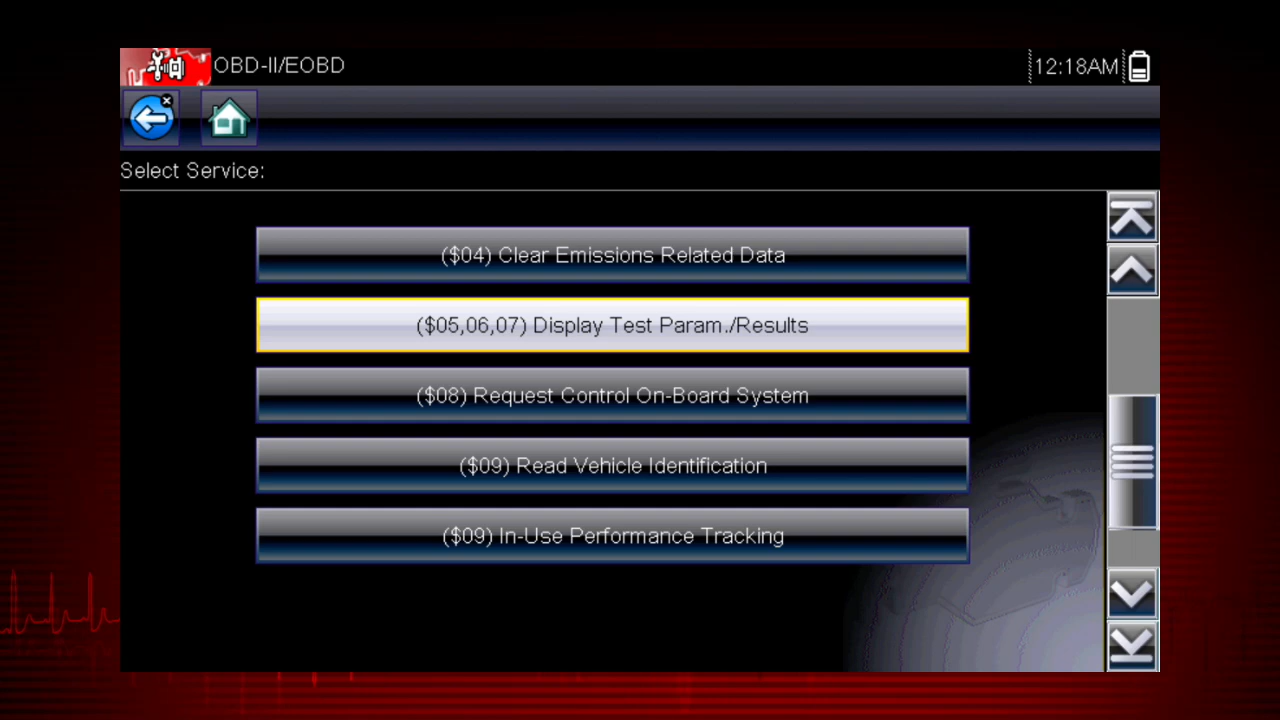 OBD-II/EOBD
12:18AM
Select Service:
($04) Clear Emissions Related Data
($05,06,07) Display Test Param./Results
($08) Request Control On-Board System
($09) Read Vehicle Identification
($09) In-Use Performance Tracking